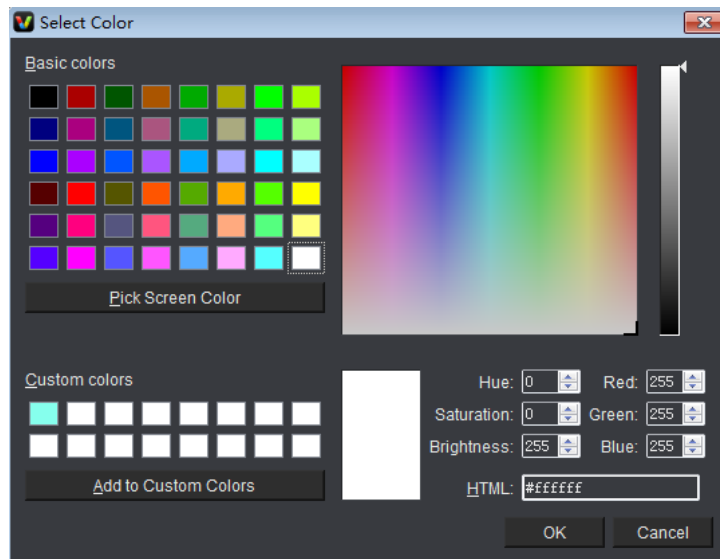 Select Color
Basic colors
Pick Screen Color
Custom colors
Add to Custom Colors
Hue: 0 Red: 255
Saturation: 0 Green: 255
Brightness: 255 Blue: 255
HTML: #ffffff
OK Cancel